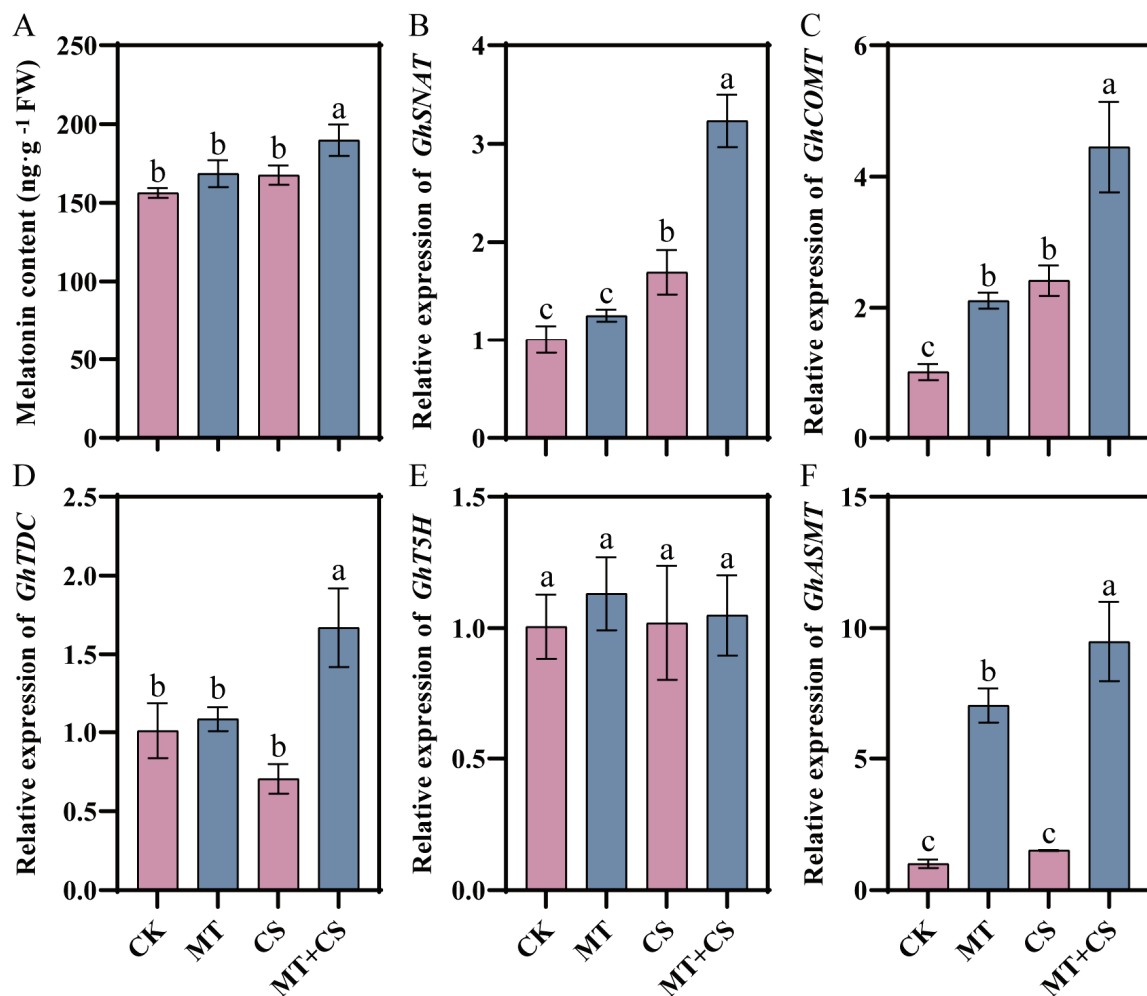 A
Melatonin content (ng·g⁻¹ FW)
250
200
150
100
50
0
b
b
b
a
B
Relative expression of GhSNAT
4
3
2
1
0
c
c
b
a
C
Relative expression of GhCOMT
6
4
2
0
c
b
b
a
D
Relative expression of GhTDC
2.5
2.0
1.5
1.0
0.5
0.0
b
b
b
a
CK
MT
CS
MT+CS
E
Relative expression of GhT5H
1.5
1.0
0.5
0.0
a
a
a
a
CK
MT
CS
MT+CS
F
Relative expression of GhASMT
15
10
5
0
c
b
c
a
CK
MT
CS
MT+CS